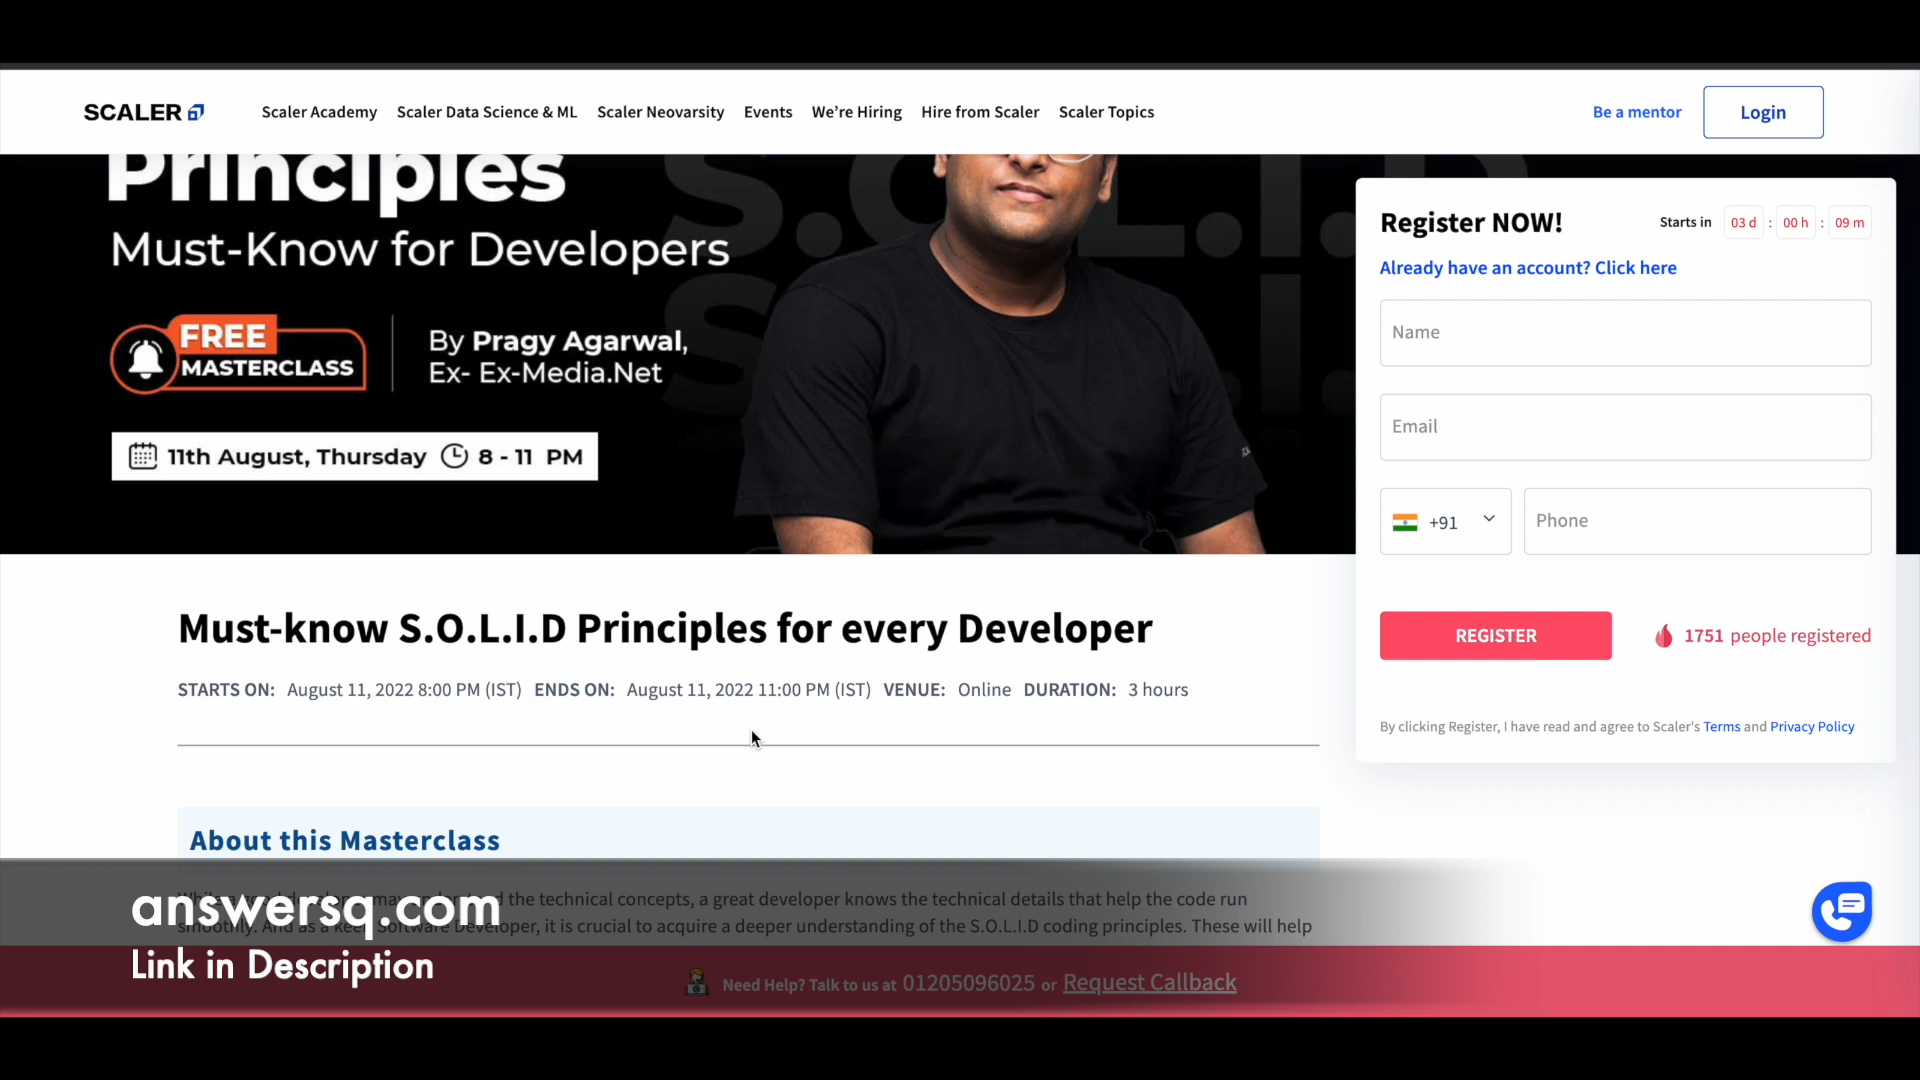 SCALER
Scaler Academy Scaler Data Science & ML Scaler Neovarsity Events We're Hiring Hire from Scaler Scaler Topics
Be a mentor Login
Principles
S.O.L.I.D
Must-Know for Developers
FREE
MASTERCLASS
By Pragy Agarwal,
Ex- Ex-Media.Net
11th August, Thursday 8 - 11 PM
Register NOW! Starts in 03 d : 00 h : 09 m
Already have an account? Click here
Name
Email
+91 Phone
REGISTER 1751 people registered
By clicking Register, I have read and agree to Scaler's Terms and Privacy Policy
Must-know S.O.L.I.D Principles for every Developer
STARTS ON: August 11, 2022 8:00 PM (IST) ENDS ON: August 11, 2022 11:00 PM (IST) VENUE: Online DURATION: 3 hours
About this Masterclass
the technical concepts, a great developer knows the technical details that help the code run
smoothly. And as a keen Software Developer, it is crucial to acquire a deeper understanding of the S.O.L.I.D coding principles. These will help
answersq.com
Link in Description
Need Help? Talk to us at 01205096025 or Request Callback